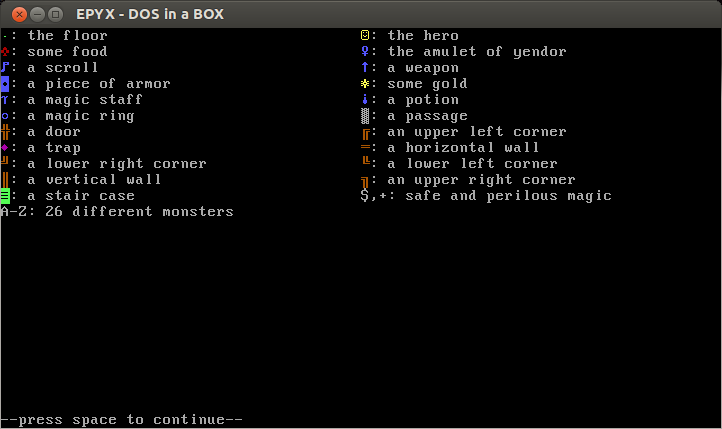 EPYX - DOS in a BOX
·: the floor ☺: the hero
♣: some food ♀: the amulet of yendor
♪: a scroll ↑: a weapon
◘: a piece of armor *: some gold
τ: a magic staff ¡: a potion
○: a magic ring ▒: a passage
╬: a door ╔: an upper left corner
♦: a trap ═: a horizontal wall
╝: a lower right corner ╚: a lower left corner
║: a vertical wall ╗: an upper right corner
≡: a stair case $,+: safe and perilous magic
A-Z: 26 different monsters
--press space to continue--